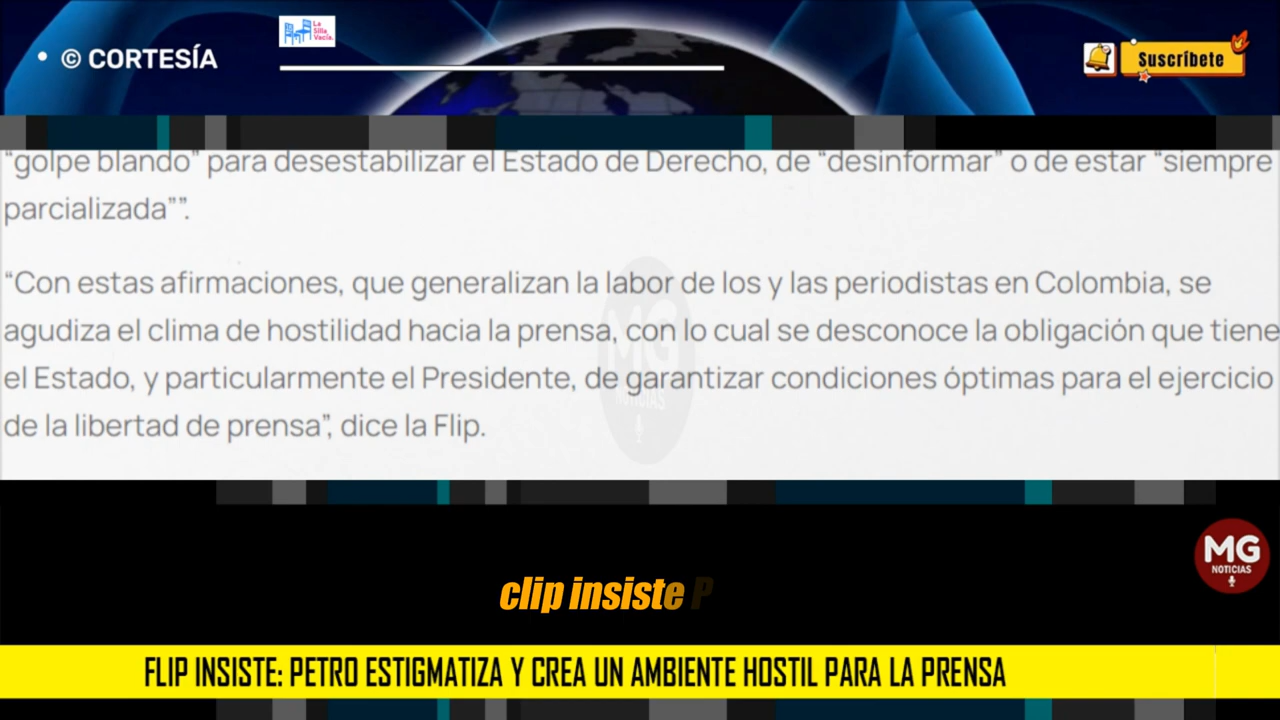 © CORTESÍA
La
Silla
Vacía.
Suscríbete
“golpe blando” para desestabilizar el Estado de Derecho, de “desinformar” o de estar “siempre
parcializada””.
“Con estas afirmaciones, que generalizan la labor de los y las periodistas en Colombia, se
agudiza el clima de hostilidad hacia la prensa, con lo cual se desconoce la obligación que tiene
el Estado, y particularmente el Presidente, de garantizar condiciones óptimas para el ejercicio
de la libertad de prensa”, dice la Flip.
MG
NOTICIAS
MG
NOTICIAS
clip insiste P
FLIP INSISTE: PETRO ESTIGMATIZA Y CREA UN AMBIENTE HOSTIL PARA LA PRENSA